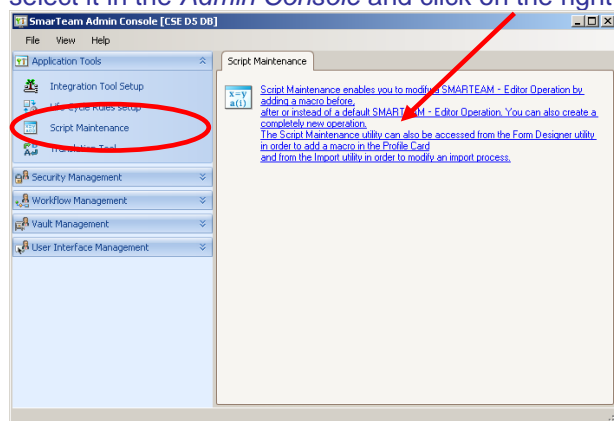 select it in the Admin Console and click on the right
SmarTeam Admin Console [CSE D5 DB]
File View Help
Application Tools
Integration Tool Setup
Life Cycle Rules setup
Script Maintenance
Translation Tool
Security Management
Workflow Management
Vault Management
User Interface Management
Script Maintenance
x=y
a(i)
Script Maintenance enables you to modify a SMARTEAM - Editor Operation by
adding a macro before,
after or instead of a default SMARTEAM - Editor Operation. You can also create a
completely new operation.
The Script Maintenance utility can also be accessed from the Form Designer utility
in order to add a macro in the Profile Card
and from the Import utility in order to modify an import process.